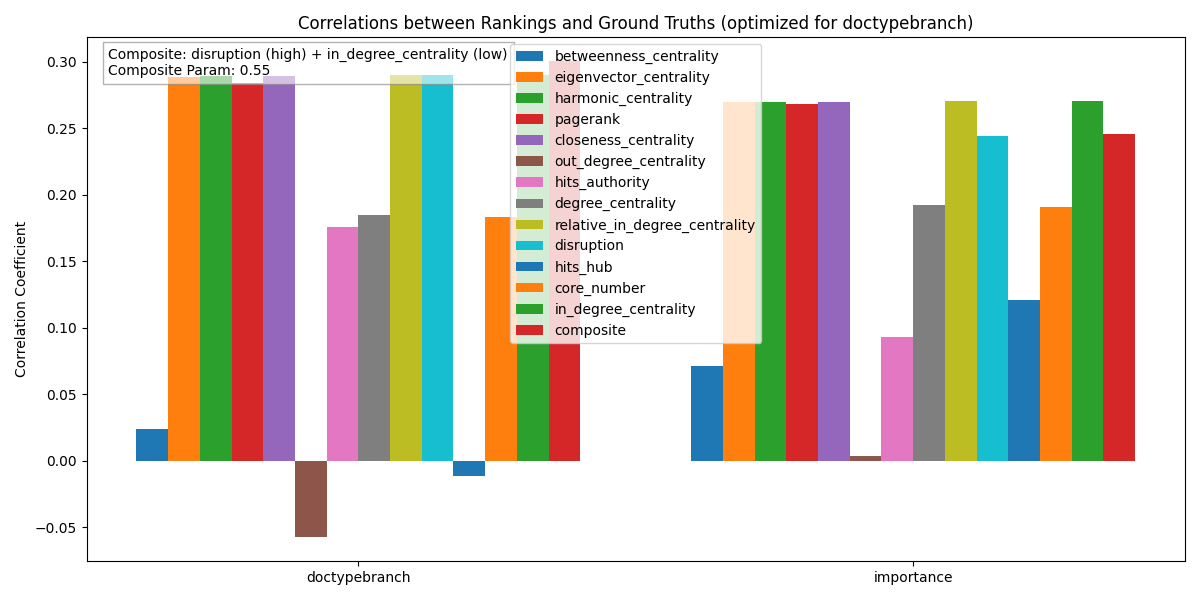 Correlations between Rankings and Ground Truths (optimized for doctypebranch)
Composite: disruption (high) + in_degree_centrality (low)
Composite Param: 0.55
betweenness_centrality
eigenvector_centrality
harmonic_centrality
pagerank
closeness_centrality
out_degree_centrality
hits_authority
degree_centrality
relative_in_degree_centrality
disruption
hits_hub
core_number
in_degree_centrality
composite
Correlation Coefficient
0.30
0.25
0.20
0.15
0.10
0.05
0.00
−0.05
doctypebranch
importance